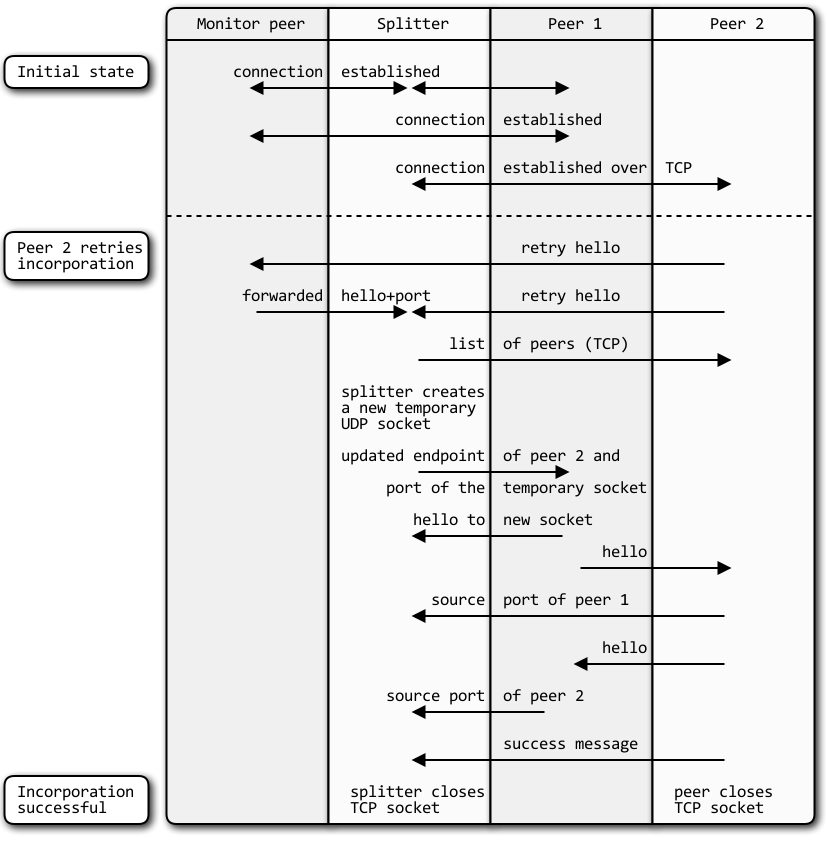 Monitor peer Splitter Peer 1 Peer 2
Initial state
connection established
connection established
connection established over TCP
Peer 2 retries
incorporation
retry hello
forwarded hello+port retry hello
list of peers (TCP)
splitter creates
a new temporary
UDP socket
updated endpoint of peer 2 and
port of the temporary socket
hello to new socket
hello
source port of peer 1
hello
source port of peer 2
success message
Incorporation
successful
splitter closes
TCP socket
peer closes
TCP socket